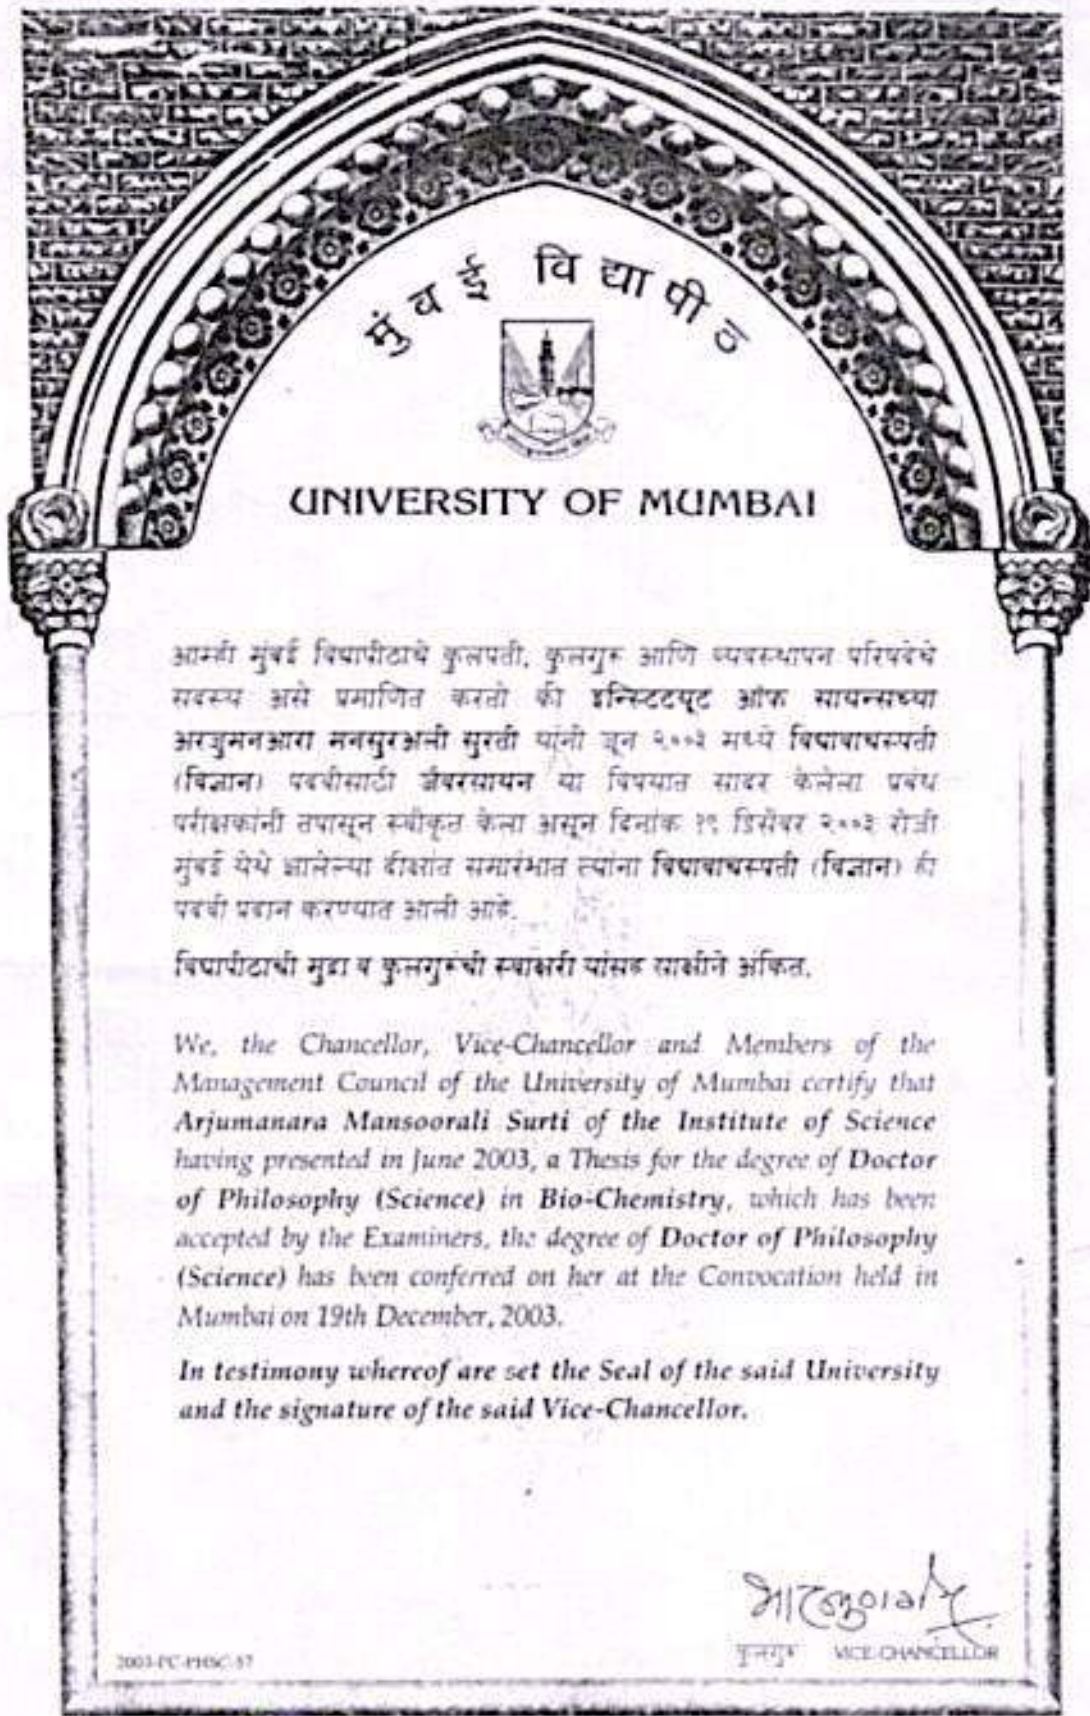 मुंबई विद्यापीठ
UNIVERSITY OF MUMBAI
आम्ही मुंबई विद्यापीठाचे कुलपती, कुलगुरू आणि व्यवस्थापन परिषदेचे
सदस्य असे प्रमाणित करतो की इन्स्टिटयूट ऑफ सायन्सच्या
अरजुमनआरा मनसुरअली सुरती यांनी जून २००३ मध्ये विद्यावाचस्पती
(विज्ञान) पदवीसाठी जैवरसायन या विषयात सादर केलेला प्रबंध
परीक्षकांनी तपासून स्वीकृत केला असून दिनांक १९ डिसेंबर २००३ रोजी
मुंबई येथे झालेल्या दीक्षांत समारंभात त्यांना विद्यावाचस्पती (विज्ञान) ही
पदवी प्रदान करण्यात आली आहे.
विद्यापीठाची मुद्रा व कुलगुरूंची स्वाक्षरी यांसह साक्षीने अंकित.
We, the Chancellor, Vice-Chancellor and Members of the
Management Council of the University of Mumbai certify that
Arjumanara Mansoorali Surti of the Institute of Science
having presented in June 2003, a Thesis for the degree of Doctor
of Philosophy (Science) in Bio-Chemistry, which has been
accepted by the Examiners, the degree of Doctor of Philosophy
(Science) has been conferred on her at the Convocation held in
Mumbai on 19th December, 2003.
In testimony whereof are set the Seal of the said University
and the signature of the said Vice-Chancellor.
कुलगुरू VICE-CHANCELLOR
2003-PC-PHSC-57